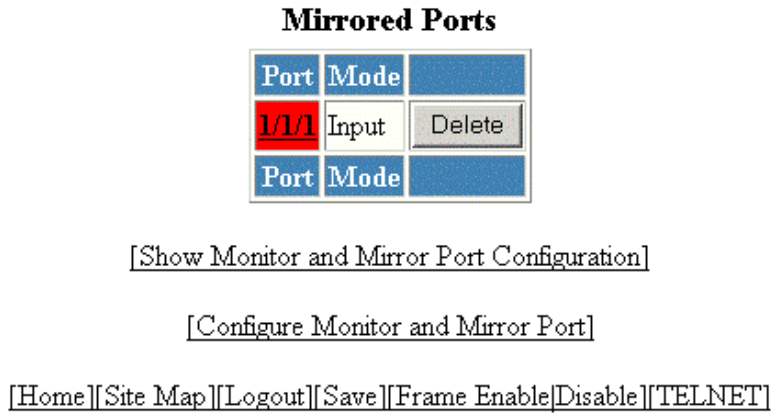 Mirrored Ports
Port Mode
1/1/1 Input Delete
Port Mode
[Show Monitor and Mirror Port Configuration]
[Configure Monitor and Mirror Port]
[Home][Site Map][Logout][Save][Frame Enable|Disable][TELNET]